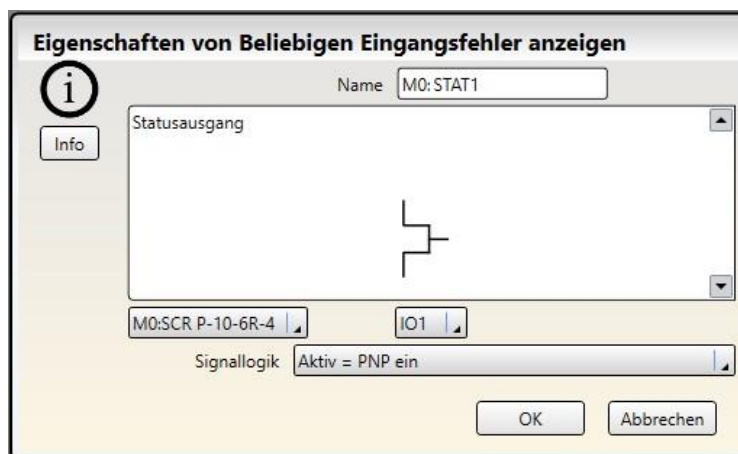 Eigenschaften von Beliebigen Eingangsfehler anzeigen
i
Name M0: STAT1
Info
Statusausgang
M0:SCR P-10-6R-4 IO1
Signallogik Aktiv = PNP ein
OK Abbrechen